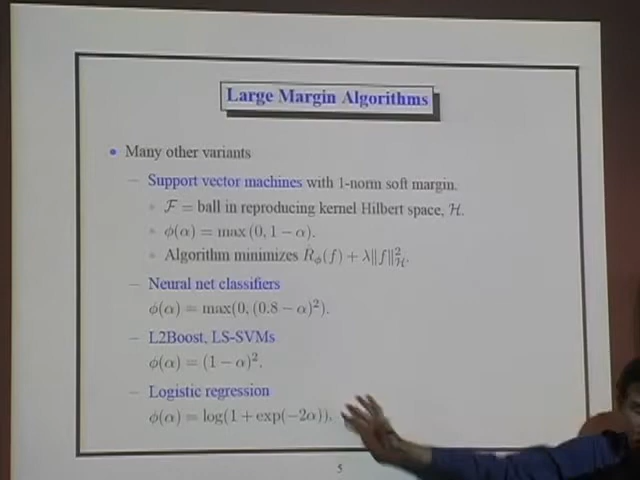 Large Margin Algorithms
• Many other variants
– Support vector machines with 1-norm soft margin.
∗ ℱ = ball in reproducing kernel Hilbert space, ℋ.
∗ ϕ(α) = max (0, 1 − α).
∗ Algorithm minimizes R̂_ϕ(f) + λ‖f‖²_ℋ.
– Neural net classifiers
ϕ(α) = max(0, (0.8 − α)²).
– L2Boost, LS-SVMs
ϕ(α) = (1 − α)².
– Logistic regression
ϕ(α) = log(1 + exp(−2α)).
5